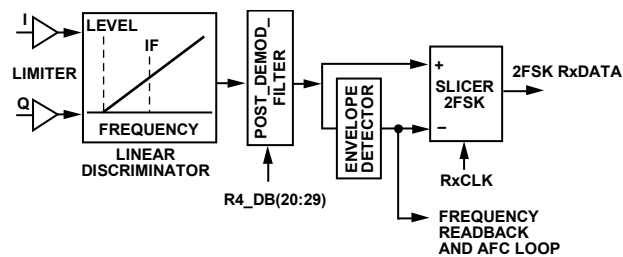 I
LIMITER
Q
LEVEL
IF
FREQUENCY
LINEAR
DISCRIMINATOR
POST_DEMOD_
FILTER
R4_DB(20:29)
ENVELOPE
DETECTOR
+
SLICER
2FSK
–
2FSK RxDATA
RxCLK
FREQUENCY
READBACK
AND AFC LOOP